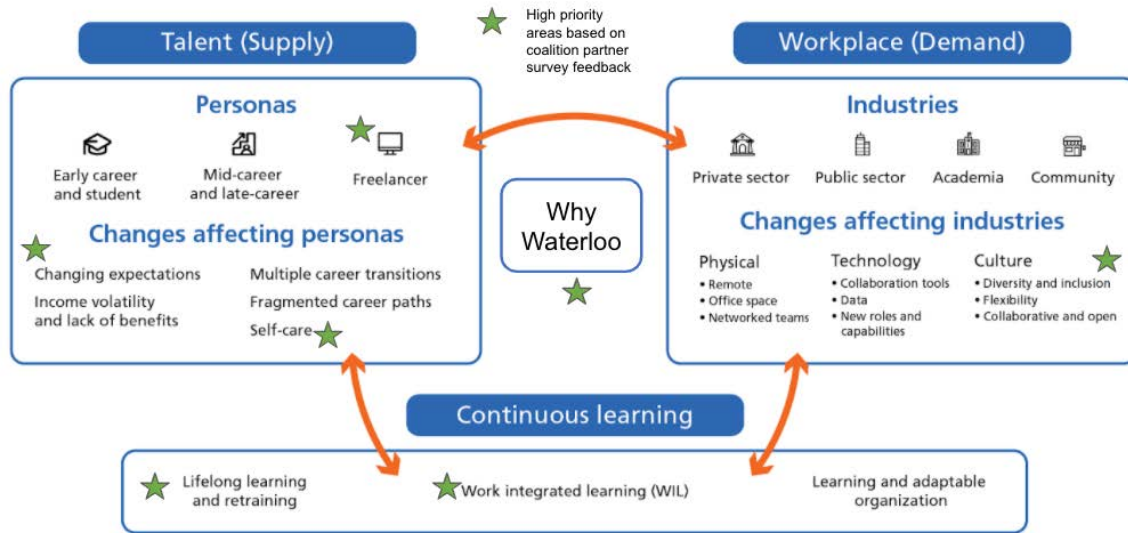 High priority
areas based on
coalition partner
survey feedback
Talent (Supply)
Personas
Early career
and student
Mid-career
and late-career
Freelancer
Changes affecting personas
Changing expectations
Income volatility
and lack of benefits
Multiple career transitions
Fragmented career paths
Self-care
Why
Waterloo
Workplace (Demand)
Industries
Private sector
Public sector
Academia
Community
Changes affecting industries
Physical
• Remote
• Office space
• Networked teams
Technology
• Collaboration tools
• Data
• New roles and
capabilities
Culture
• Diversity and inclusion
• Flexibility
• Collaborative and open
Continuous learning
Lifelong learning
and retraining
Work integrated learning (WIL)
Learning and adaptable
organization